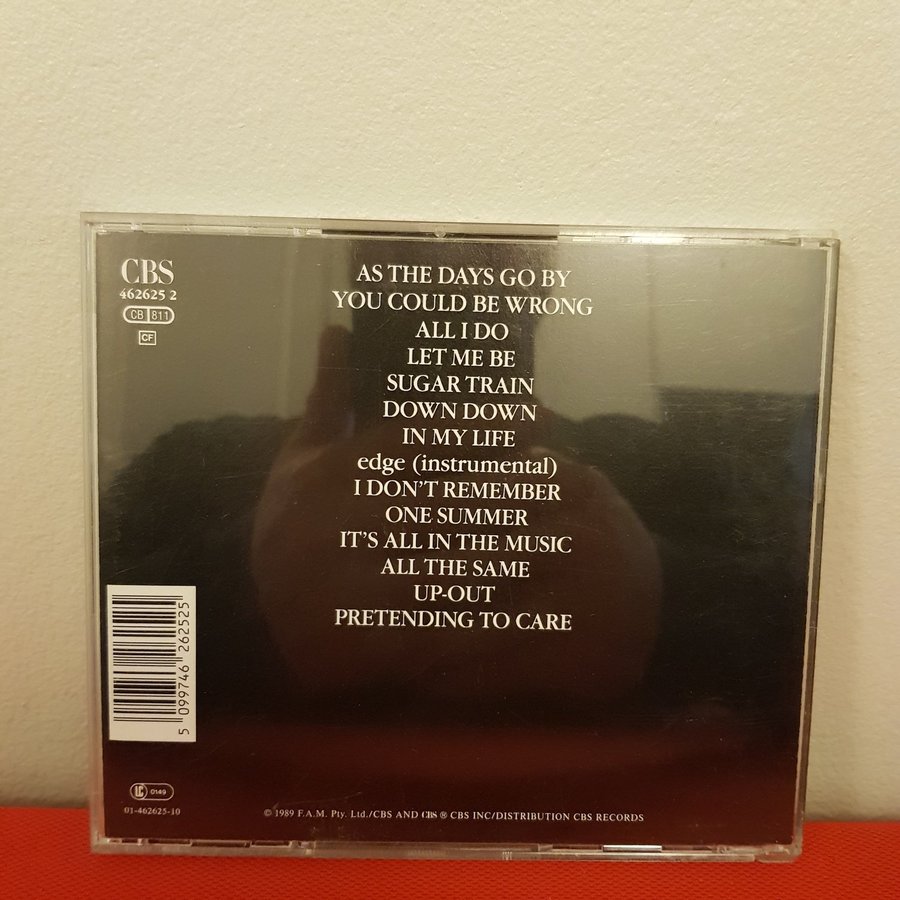 CBS
462625 2
CB 811
CF
AS THE DAYS GO BY
YOU COULD BE WRONG
ALL I DO
LET ME BE
SUGAR TRAIN
DOWN DOWN
IN MY LIFE
edge (instrumental)
I DON'T REMEMBER
ONE SUMMER
IT'S ALL IN THE MUSIC
ALL THE SAME
UP-OUT
PRETENDING TO CARE
5 099746 262525
LC 0149
01-462625-10
© 1989 F.A.M. Pty. Ltd./CBS AND CBS ® CBS INC/DISTRIBUTION CBS RECORDS